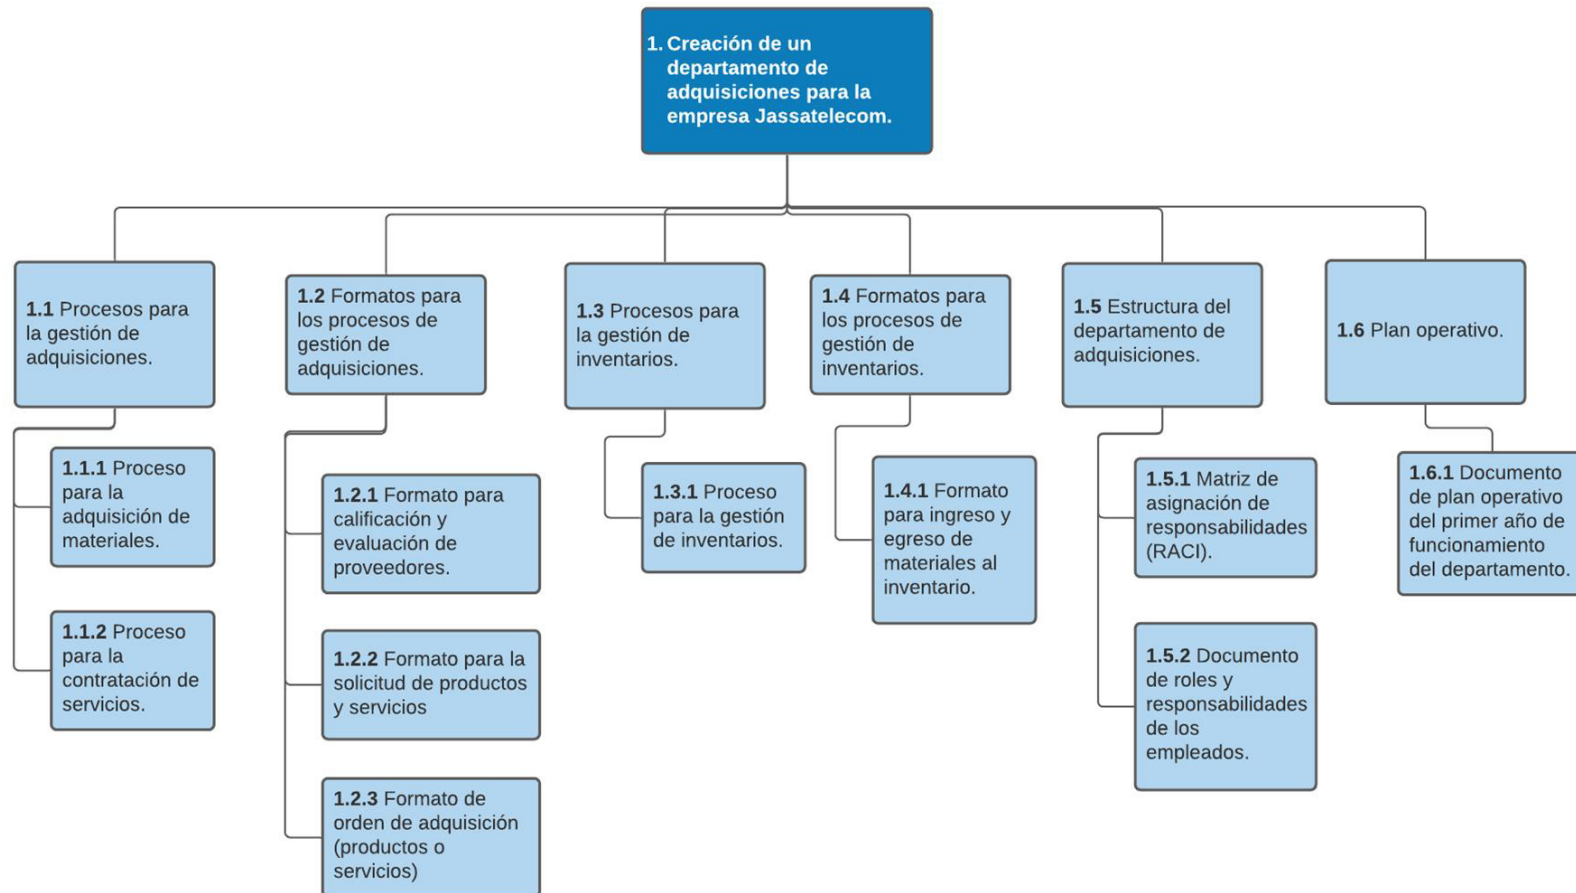 1. Creación de un
departamento de
adquisiciones para la
empresa Jassatelecom.
1.1 Procesos para
la gestión de
adquisiciones.
1.1.1 Proceso
para la
adquisición de
materiales.
1.1.2 Proceso
para la
contratación de
servicios.
1.2 Formatos para
los procesos de
gestión de
adquisiciones.
1.2.1 Formato para
calificación y
evaluación de
proveedores.
1.2.2 Formato para la
solicitud de productos
y servicios
1.2.3 Formato de
orden de adquisición
(productos o
servicios)
1.3 Procesos para
la gestión de
inventarios.
1.3.1 Proceso
para la gestión
de inventarios.
1.4 Formatos para
los procesos de
gestión de
inventarios.
1.4.1 Formato
para ingreso y
egreso de
materiales al
inventario.
1.5 Estructura del
departamento de
adquisiciones.
1.5.1 Matriz de
asignación de
responsabilidades
(RACI).
1.5.2 Documento
de roles y
responsabilidades
de los
empleados.
1.6 Plan operativo.
1.6.1 Documento
de plan operativo
del primer año de
funcionamiento
del departamento.